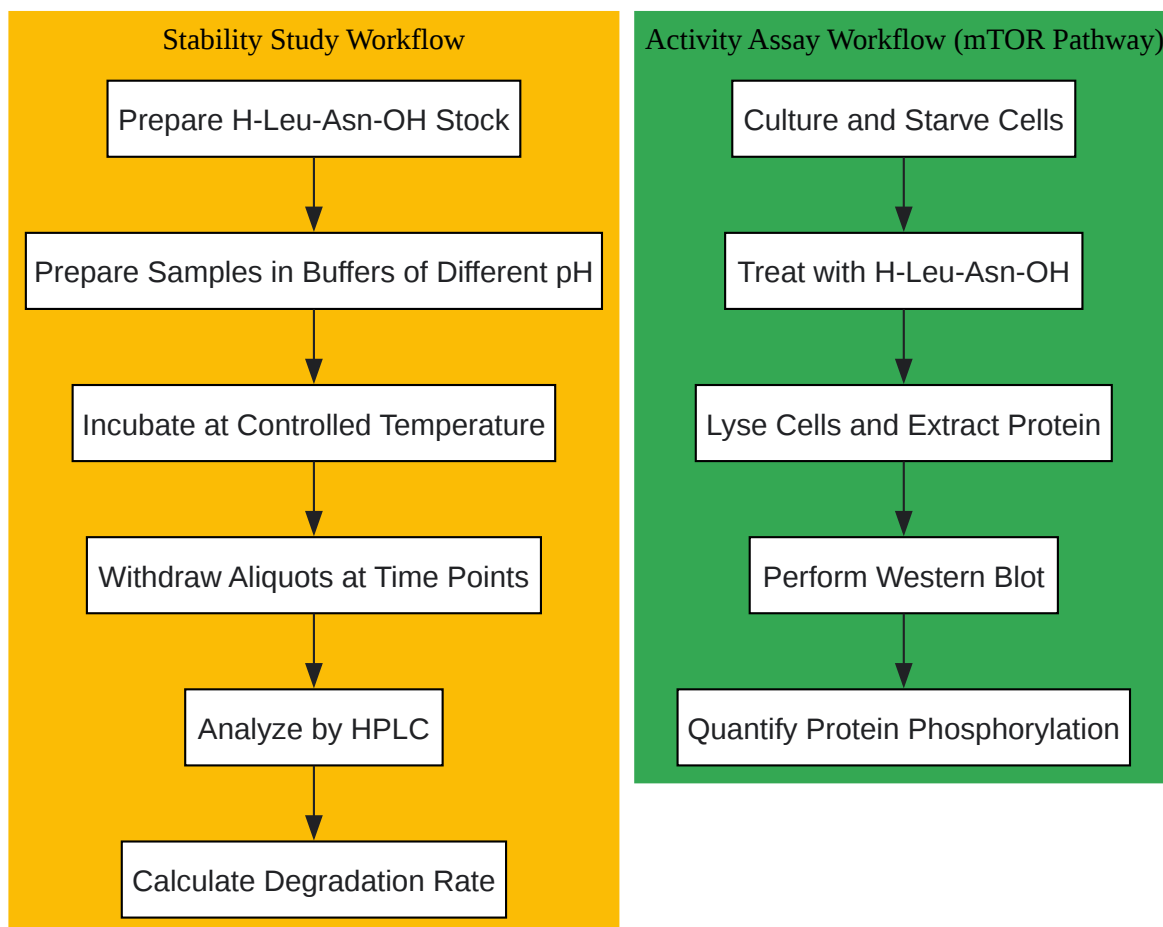 Stability Study Workflow
Prepare H-Leu-Asn-OH Stock
Prepare Samples in Buffers of Different pH
Incubate at Controlled Temperature
Withdraw Aliquots at Time Points
Analyze by HPLC
Calculate Degradation Rate
Activity Assay Workflow (mTOR Pathway)
Culture and Starve Cells
Treat with H-Leu-Asn-OH
Lyse Cells and Extract Protein
Perform Western Blot
Quantify Protein Phosphorylation